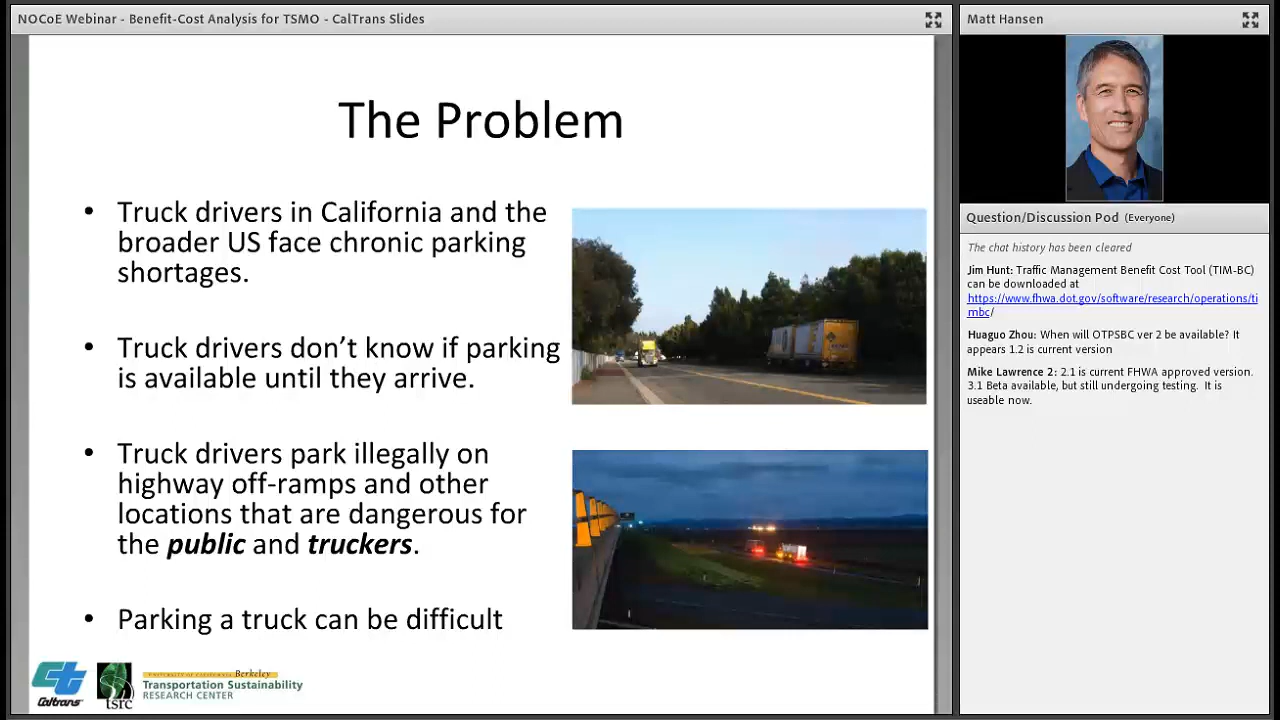 NOCoE Webinar - Benefit-Cost Analysis for TSMO - CalTrans Slides
The Problem
• Truck drivers in California and the
broader US face chronic parking
shortages.
• Truck drivers don’t know if parking
is available until they arrive.
• Truck drivers park illegally on
highway off-ramps and other
locations that are dangerous for
the public and truckers.
• Parking a truck can be difficult
ct
Caltrans
tsrc
UNIVERSITY OF CALIFORNIA Berkeley
Transportation Sustainability
RESEARCH CENTER
Matt Hansen
Question/Discussion Pod (Everyone)
The chat history has been cleared
Jim Hunt: Traffic Management Benefit Cost Tool (TIM-BC)
can be downloaded at
https://www.fhwa.dot.gov/software/research/operations/ti
mbc/
Huaguo Zhou: When will OTPSBC ver 2 be available? It
appears 1.2 is current version
Mike Lawrence 2: 2.1 is current FHWA approved version.
3.1 Beta available, but still undergoing testing. It is
useable now.